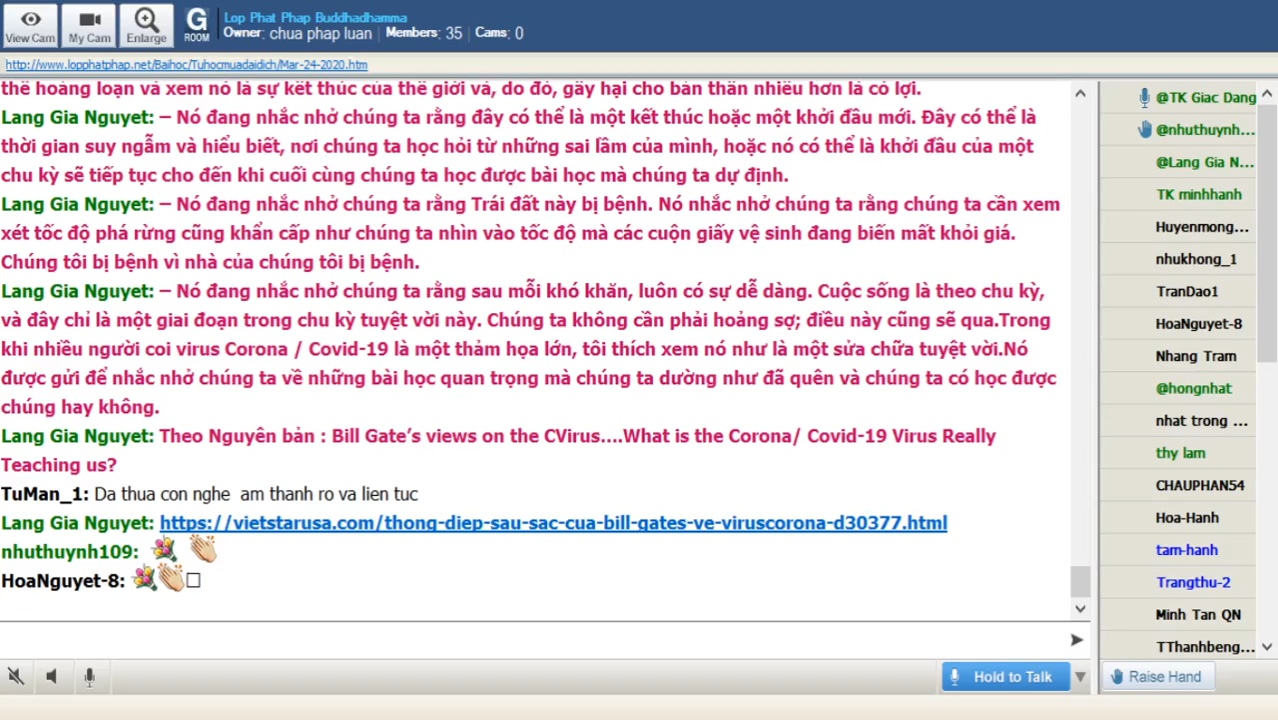 Lop Phat Phap Buddhadhamma
Owner: chua phap luan Members: 35 Cams: 0
View Cam
My Cam
Enlarge
G
ROOM
http://www.lopphatphap.net/Baihoc/Tuhocmuadaidich/Mar-24-2020.htm
thể hoảng loạn và xem nó là sự kết thúc của thế giới và, do đó, gây hại cho bản thân nhiều hơn là có lợi.
Lang Gia Nguyet: – Nó đang nhắc nhở chúng ta rằng đây có thể là một kết thúc hoặc một khởi đầu mới. Đây có thể là
thời gian suy ngẫm và hiểu biết, nơi chúng ta học hỏi từ những sai lầm của mình, hoặc nó có thể là khởi đầu của một
chu kỳ sẽ tiếp tục cho đến khi cuối cùng chúng ta học được bài học mà chúng ta dự định.
Lang Gia Nguyet: – Nó đang nhắc nhở chúng ta rằng Trái đất này bị bệnh. Nó nhắc nhở chúng ta rằng chúng ta cần xem
xét tốc độ phá rừng cũng khẩn cấp như chúng ta nhìn vào tốc độ mà các cuộn giấy vệ sinh đang biến mất khỏi giá.
Chúng tôi bị bệnh vì nhà của chúng tôi bị bệnh.
Lang Gia Nguyet: – Nó đang nhắc nhở chúng ta rằng sau mỗi khó khăn, luôn có sự dễ dàng. Cuộc sống là theo chu kỳ,
và đây chỉ là một giai đoạn trong chu kỳ tuyệt vời này. Chúng ta không cần phải hoảng sợ; điều này cũng sẽ qua.Trong
khi nhiều người coi virus Corona / Covid-19 là một thảm họa lớn, tôi thích xem nó như là một sửa chữa tuyệt vời.Nó
được gửi để nhắc nhở chúng ta về những bài học quan trọng mà chúng ta dường như đã quên và chúng ta có học được
chúng hay không.
Lang Gia Nguyet: Theo Nguyên bản : Bill Gate’s views on the CVirus….What is the Corona/ Covid-19 Virus Really
Teaching us?
TuMan_1: Da thua con nghe am thanh ro va lien tuc
Lang Gia Nguyet: https://vietstarusa.com/thong-diep-sau-sac-cua-bill-gates-ve-viruscorona-d30377.html
nhuthuynh109:
HoaNguyet-8:
@TK Giac Dang
@nhuthuynh...
@Lang Gia N...
TK minhhanh
Huyenmong...
nhukhong_1
TranDao1
HoaNguyet-8
Nhang Tram
@hongnhat
nhat trong ...
thy lam
CHAUPHAN54
Hoa-Hanh
tam-hanh
Trangthu-2
Minh Tan QN
TThanhbeng...
Hold to Talk
Raise Hand